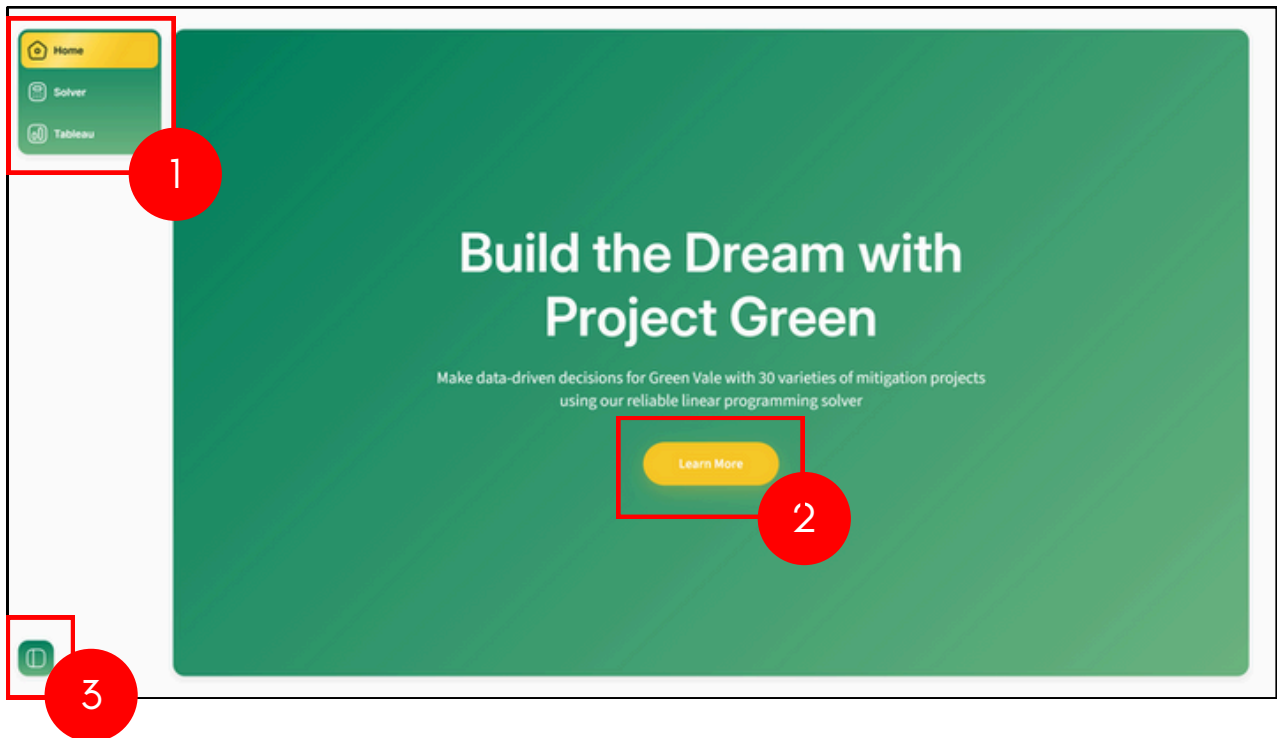 Home
Solver
Tableau
1
Build the Dream with
Project Green
Make data-driven decisions for Green Vale with 30 varieties of mitigation projects
using our reliable linear programming solver
Learn More
2
3